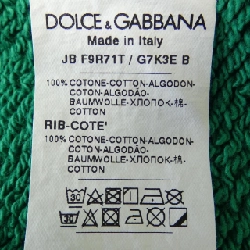 DOLCE & GABBANA
Made in Italy
JB F9R71T / G7K3E B
100% COTONE-COTTON-ALGODON-
COTON-ALGODÃO-
BAUMWOLLE-ХЛОПОК-棉-
COTTON
RIB-COTE'
100% COTONE-COTTON-ALGODON-
COTON-ALGODÃO-
BAUMWOLLE-ХЛОПОК-棉-
COTTON